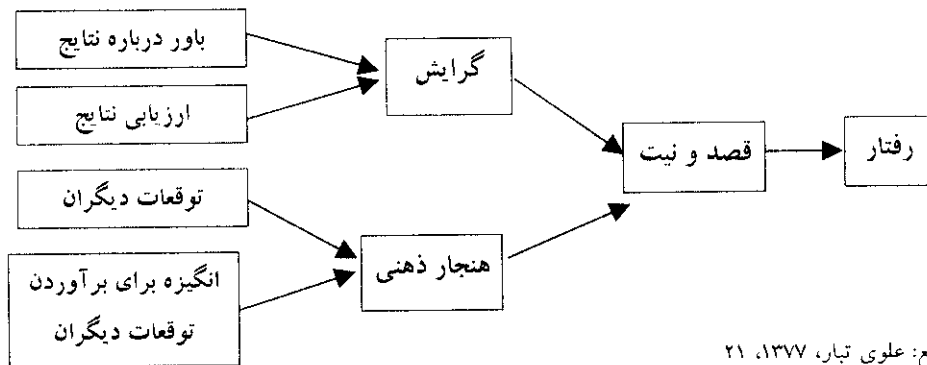 باور درباره نتایج
ارزیابی نتایج
توقعات دیگران
انگیزه برای برآوردن
توقعات دیگران
گرایش
هنجار ذهنی
قصد و نیت
رفتار
علوی تبار، ۱۳۷۷، ۲۱